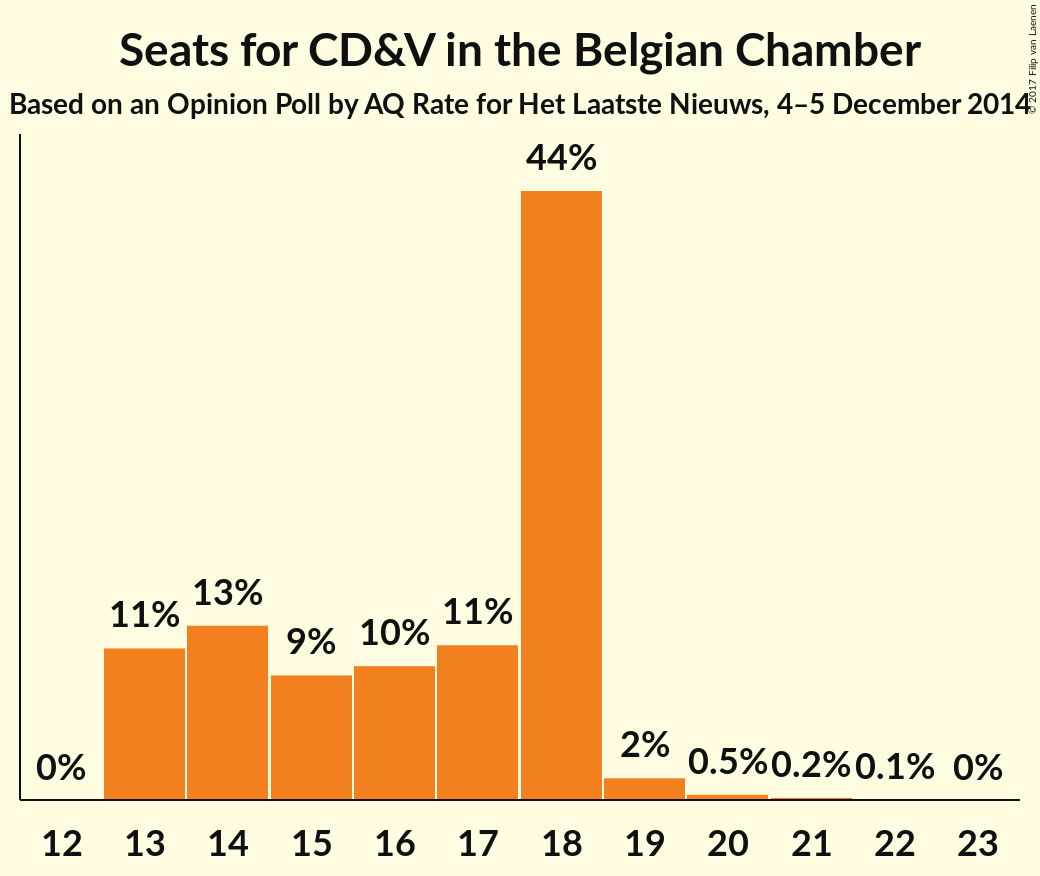 Seats for CD&V in the Belgian Chamber
Based on an Opinion Poll by AQ Rate for Het Laatste Nieuws, 4–5 December 2014
© 2017 Filip van Laenen
0% 11% 13% 9% 10% 11% 44% 2% 0.5% 0.2% 0.1% 0%
12 13 14 15 16 17 18 19 20 21 22 23